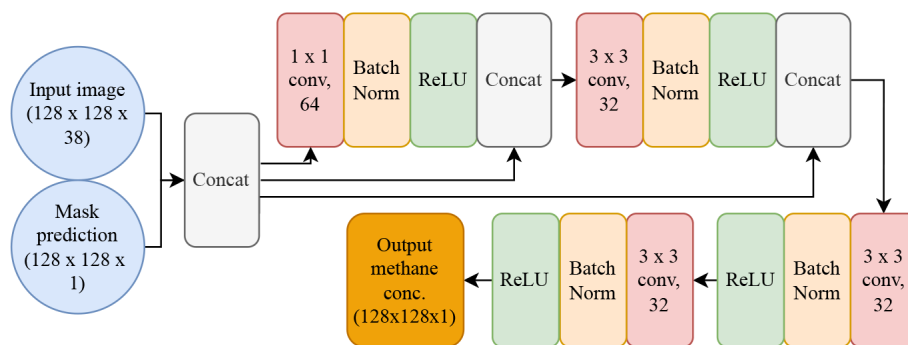 Input image
(128 x 128 x
38)
Mask
prediction
(128 x 128 x
1)
Concat
1 x 1
conv,
64
Batch
Norm
ReLU
Concat
3 x 3
conv,
32
Batch
Norm
ReLU
Concat
3 x 3
conv,
32
Batch
Norm
ReLU
3 x 3
conv,
32
Batch
Norm
ReLU
Output
methane
conc.
(128x128x1)